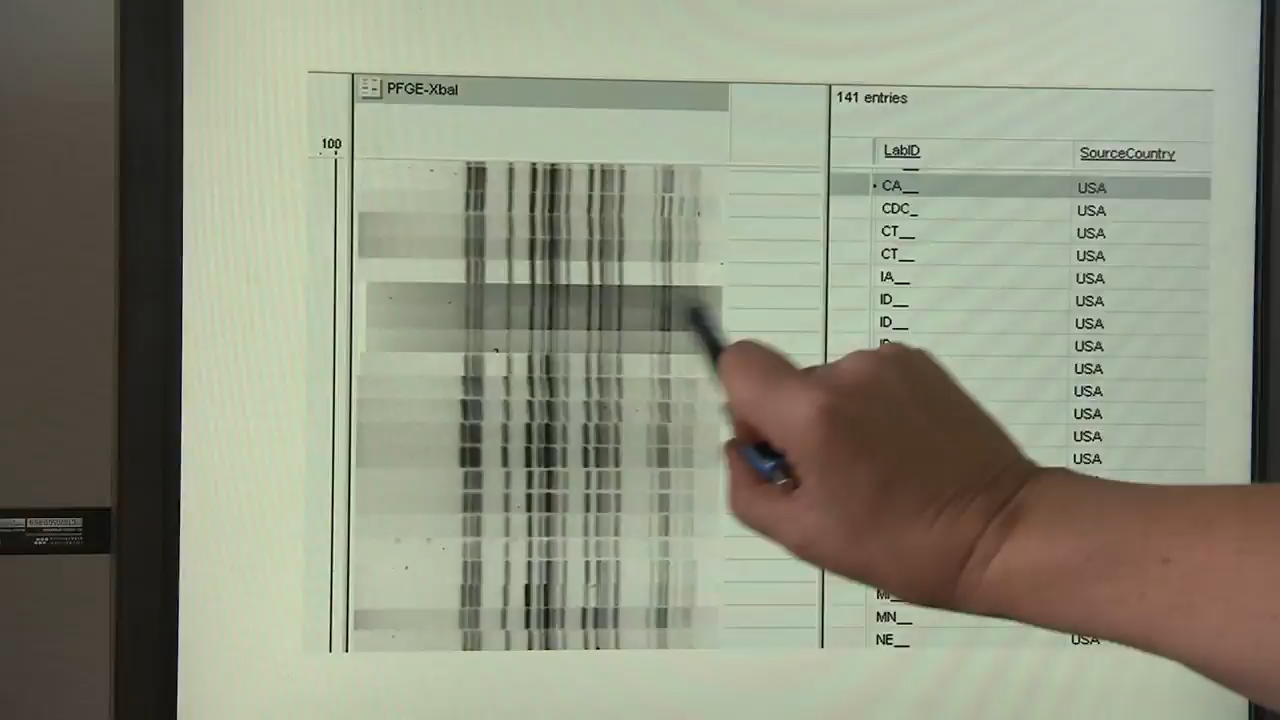 PFGE-XbaI
141 entries
100
LabID SourceCountry
CA__ USA
CDC_ USA
CT__ USA
CT__ USA
IA__ USA
ID__ USA
ID__ USA
USA
USA
USA
USA
USA
USA
MN__
NE__ USA